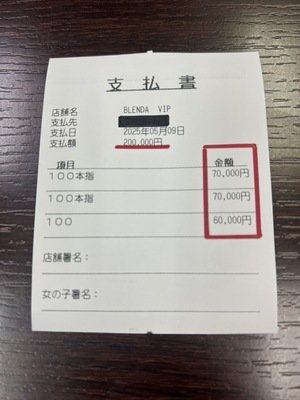 支払書
店舗名 BLENDA VIP
支払先
支払日 2025年05月09日
支払額 200,000円
項目 金額
100本指 70,000円
100本指 70,000円
100 60,000円
店舗署名：
女の子署名：